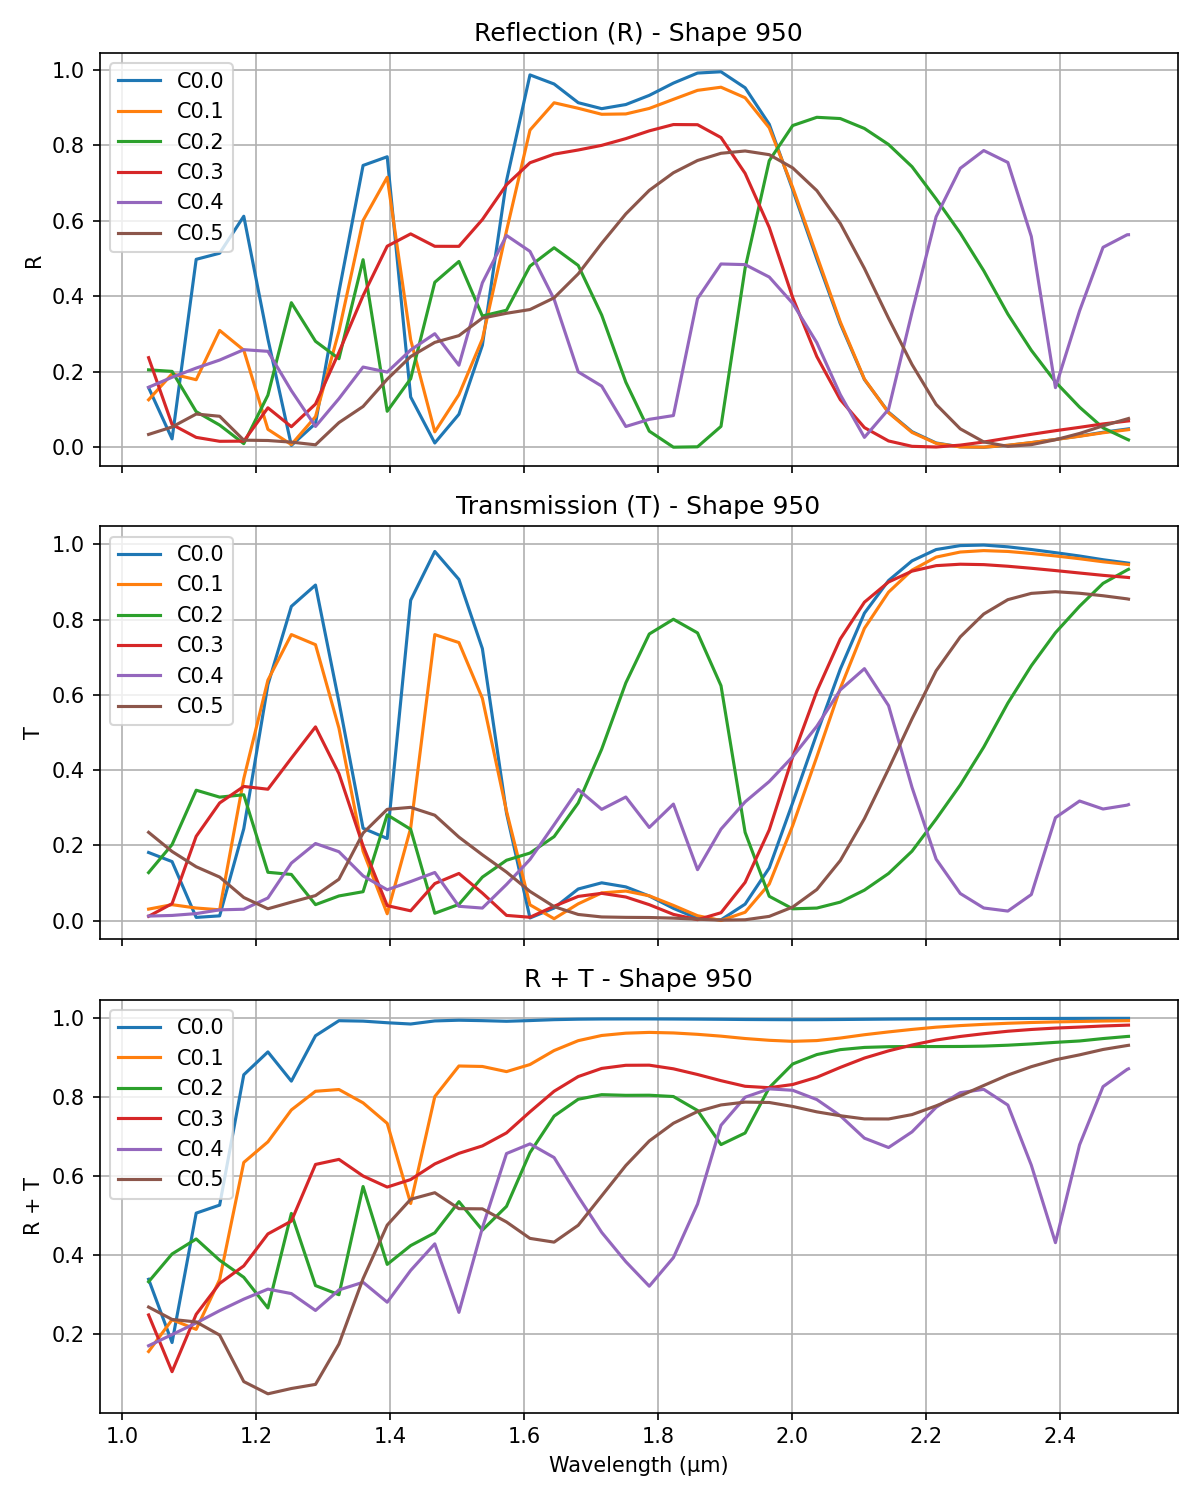 Reflection (R) - Shape 950
1.0
0.8
0.6
0.4
0.2
0.0
R
C0.0
C0.1
C0.2
C0.3
C0.4
C0.5
Transmission (T) - Shape 950
1.0
0.8
0.6
0.4
0.2
0.0
T
C0.0
C0.1
C0.2
C0.3
C0.4
C0.5
R + T - Shape 950
1.0
0.8
0.6
0.4
0.2
R + T
C0.0
C0.1
C0.2
C0.3
C0.4
C0.5
1.0 1.2 1.4 1.6 1.8 2.0 2.2 2.4
Wavelength (µm)